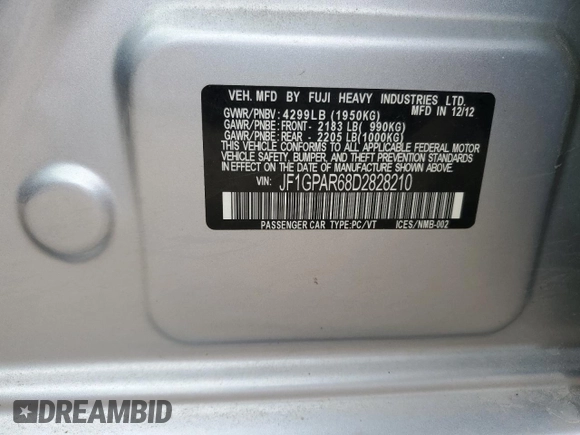 VEH. MFD BY FUJI HEAVY INDUSTRIES LTD.
GVWR/PNBV: 4299LB (1950KG) MFD IN 12/12
GAWR/PNBE: FRONT- 2183 LB( 990KG)
GAWR/PNBE: REAR - 2205 LB(1000KG)
THIS VEHICLE CONFORMS TO ALL APPLICABLE FEDERAL MOTOR
VEHICLE SAFETY, BUMPER, AND THEFT PREVENTION STANDARDS
IN EFFECT ON THE DATE OF MANUFACTURE SHOWN ABOVE.
VIN: JF1GPAR68D2828210
PASSENGER CAR TYPE:PC/VT ICES/NMB-002
DREAMBID